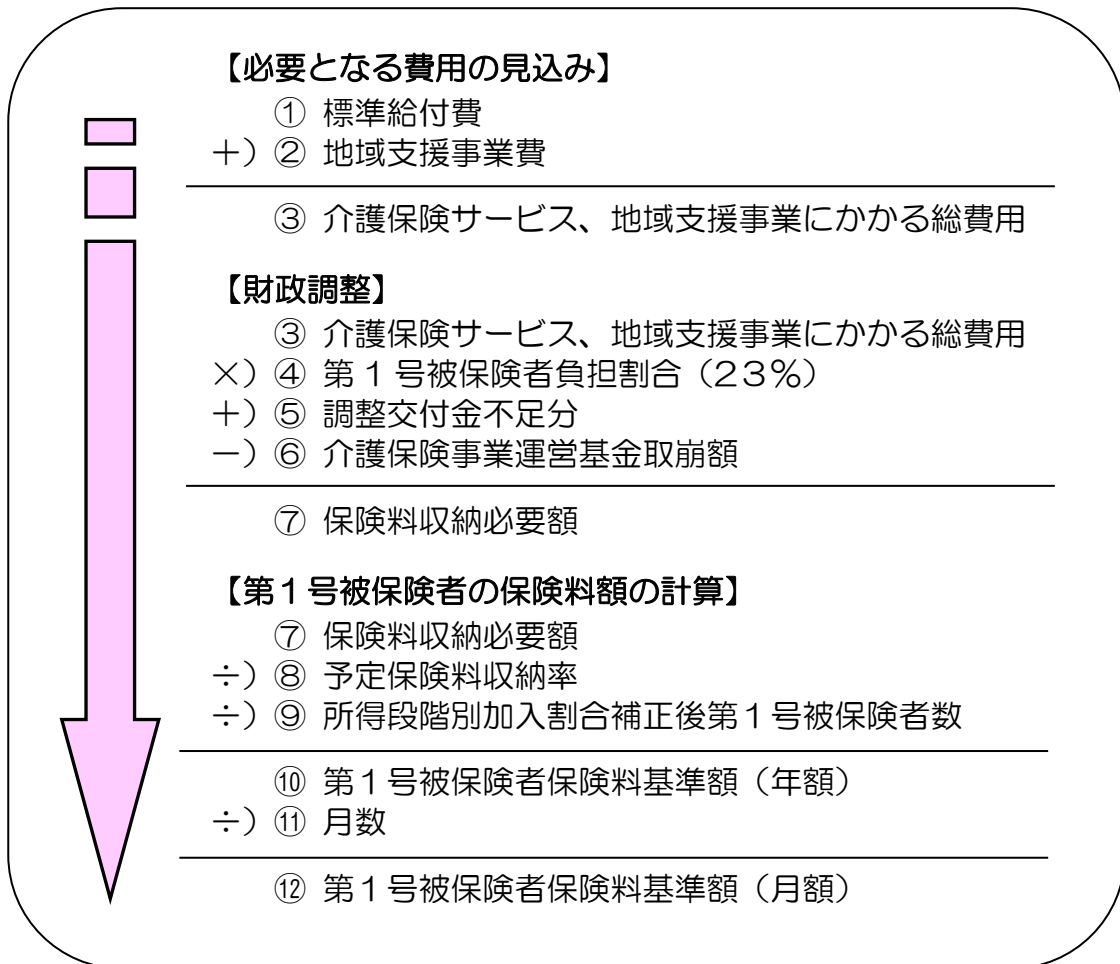 【必要となる費用の見込み】
① 標準給付費
＋）② 地域支援事業費
③ 介護保険サービス、地域支援事業にかかる総費用
【財政調整】
③ 介護保険サービス、地域支援事業にかかる総費用
×）④ 第１号被保険者負担割合（２３％）
＋）⑤ 調整交付金不足分
－）⑥ 介護保険事業運営基金取崩額
⑦ 保険料収納必要額
【第１号被保険者の保険料額の計算】
⑦ 保険料収納必要額
÷）⑧ 予定保険料収納率
÷）⑨ 所得段階別加入割合補正後第１号被保険者数
⑩ 第１号被保険者保険料基準額（年額）
÷）⑪ 月数
⑫ 第１号被保険者保険料基準額（月額）